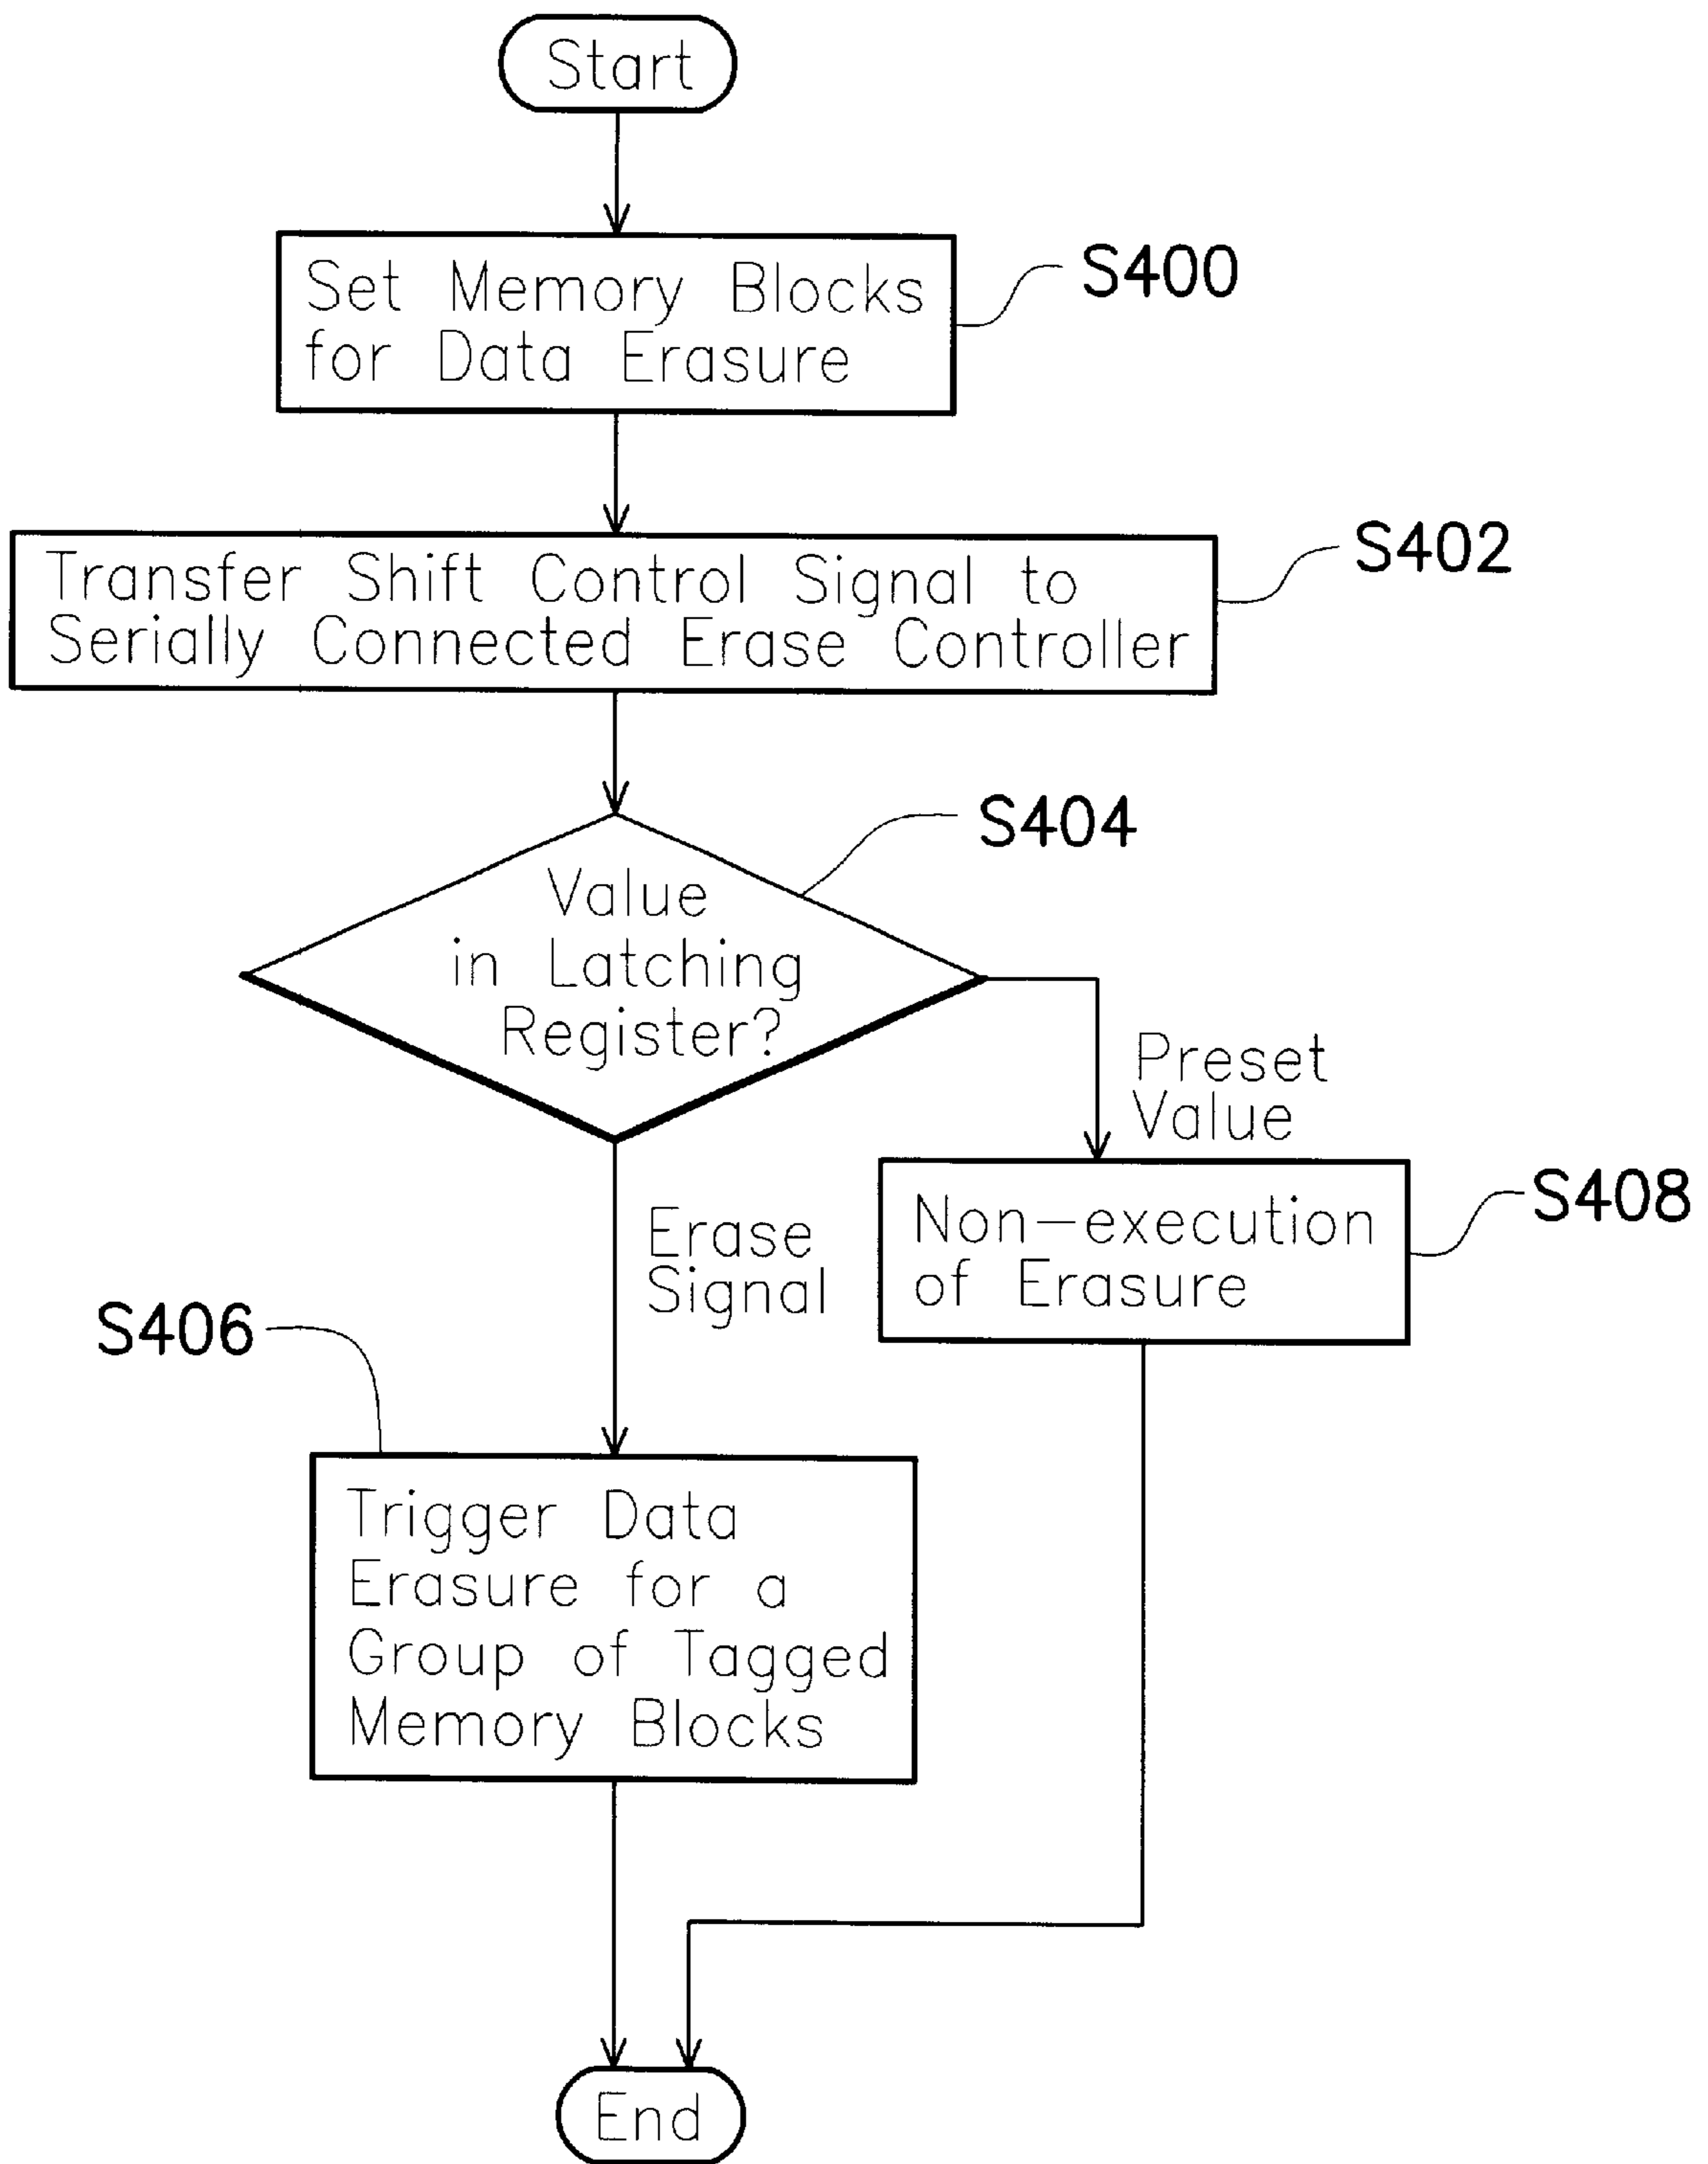 Start
Set Memory Blocks
for Data Erasure
S400
Transfer Shift Control Signal to
Serially Connected Erase Controller
S402
Value
in Latching
Register?
S404
Preset
Value
Erase
Signal
Non-execution
of Erasure
S408
S406
Trigger Data
Erasure for a
Group of Tagged
Memory Blocks
End